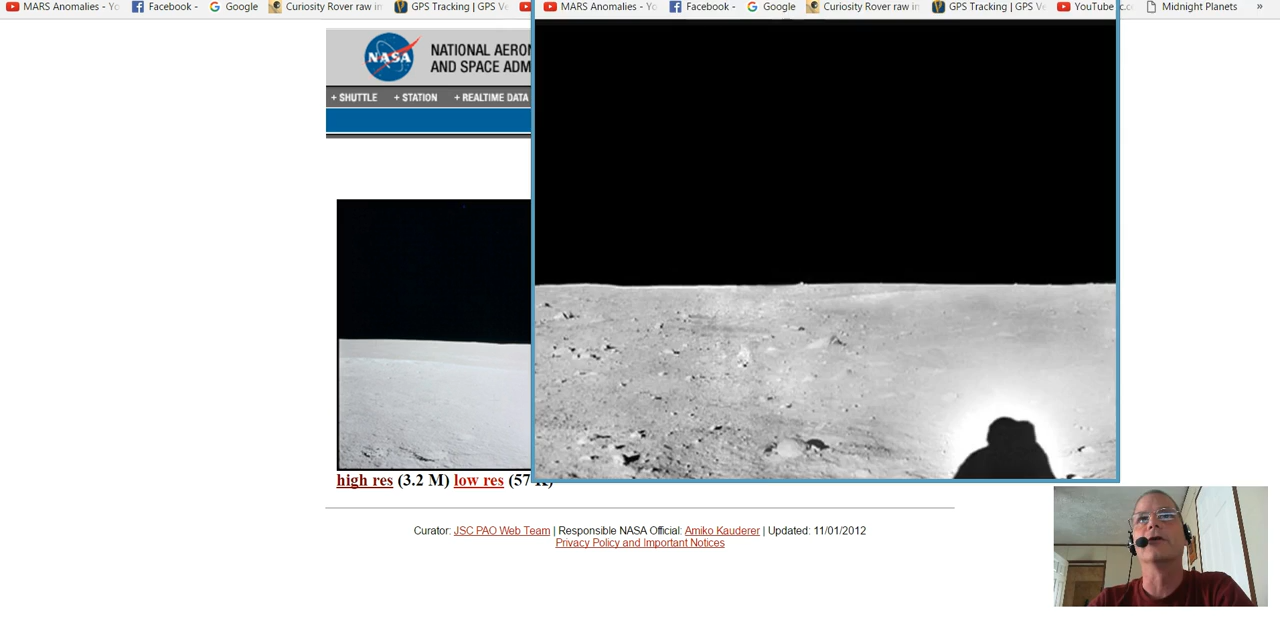 MARS Anomalies - Yo
Facebook -
Google
Curiosity Rover raw in
GPS Tracking | GPS Ve
MARS Anomalies - Yo
Facebook -
Google
Curiosity Rover raw in
GPS Tracking | GPS V
YouTube
Midnight Planets
»
NASA
NATIONAL AERON
AND SPACE ADM
+ SHUTTLE + STATION + REALTIME DATA
high res (3.2 M) low res (57 K)
Curator: JSC PAO Web Team | Responsible NASA Official: Amiko Kauderer | Updated: 11/01/2012
Privacy Policy and Important Notices